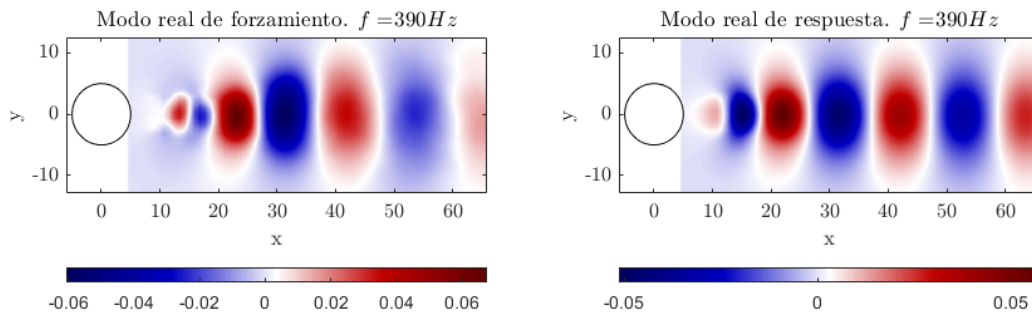 Modo real de forzamiento. f =390Hz
10
0
-10
y
0 10 20 30 40 50 60
x
-0.06 -0.04 -0.02 0 0.02 0.04 0.06
Modo real de respuesta. f =390Hz
10
0
-10
y
0 10 20 30 40 50 60
x
-0.05 0 0.05